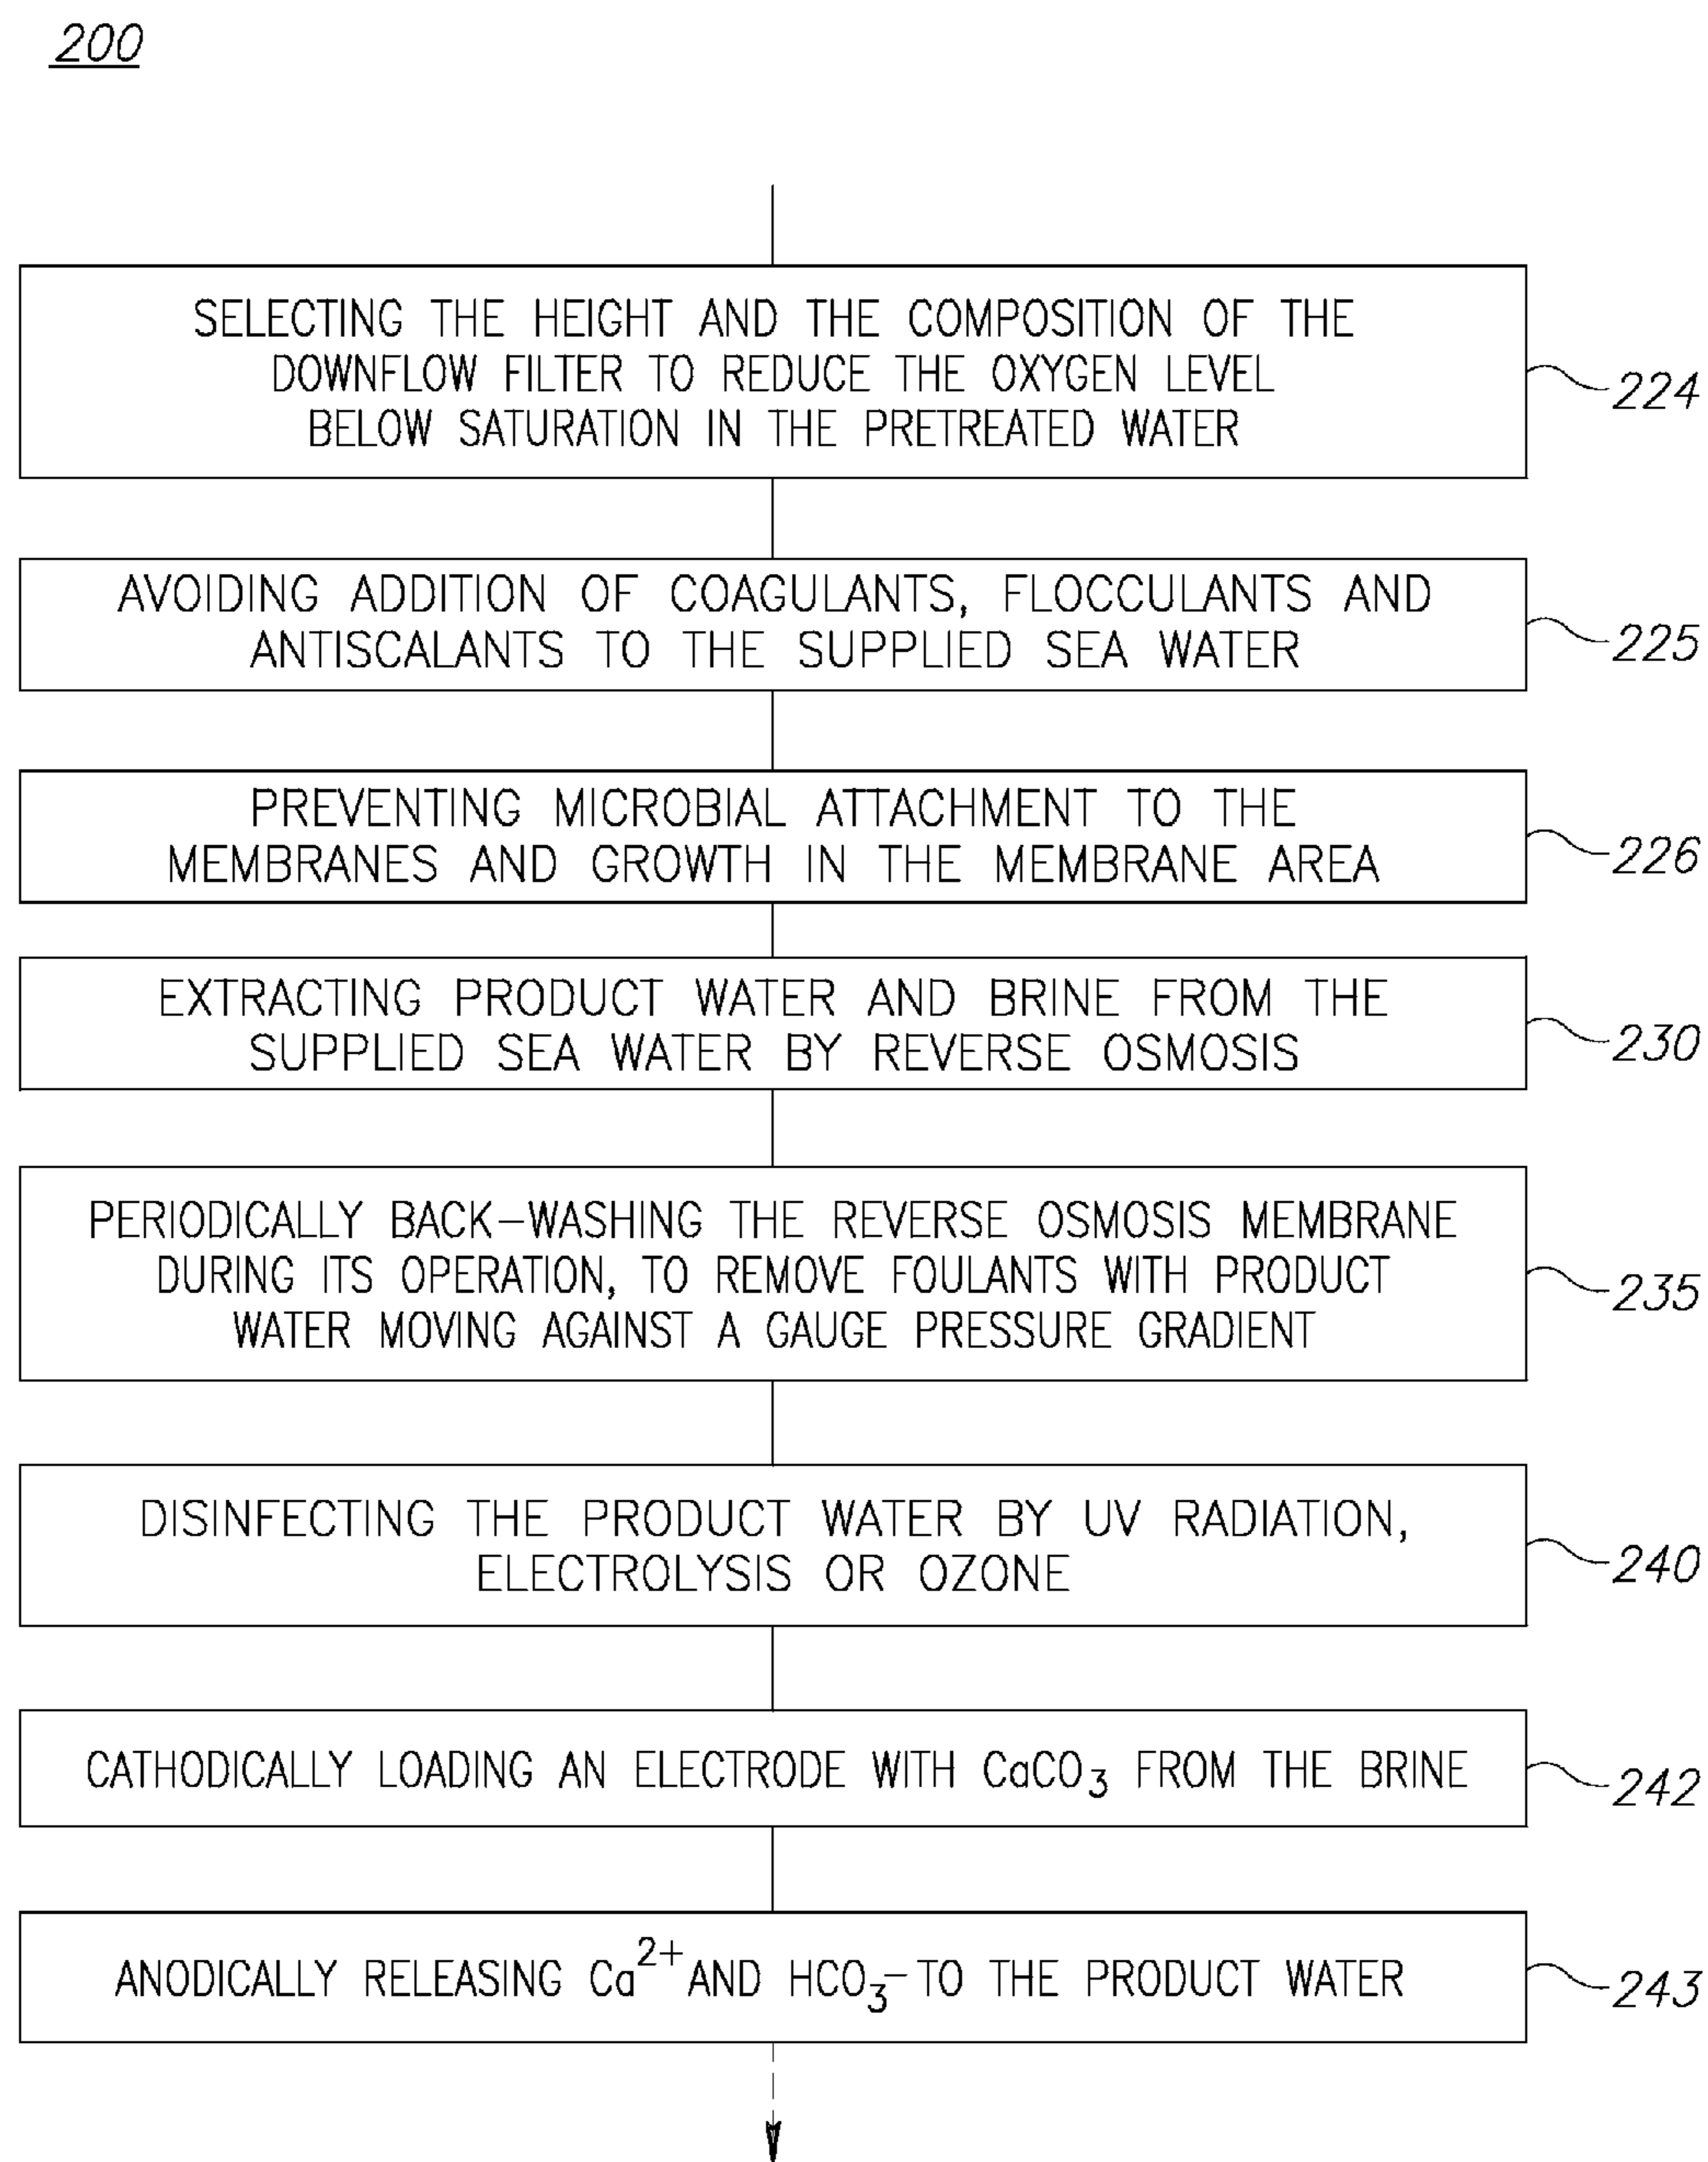 200
SELECTING THE HEIGHT AND THE COMPOSITION OF THE
DOWNFLOW FILTER TO REDUCE THE OXYGEN LEVEL
BELOW SATURATION IN THE PRETREATED WATER
224
AVOIDING ADDITION OF COAGULANTS, FLOCCULANTS AND
ANTISCALANTS TO THE SUPPLIED SEA WATER
225
PREVENTING MICROBIAL ATTACHMENT TO THE
MEMBRANES AND GROWTH IN THE MEMBRANE AREA
226
EXTRACTING PRODUCT WATER AND BRINE FROM THE
SUPPLIED SEA WATER BY REVERSE OSMOSIS
230
PERIODICALLY BACK-WASHING THE REVERSE OSMOSIS MEMBRANE
DURING ITS OPERATION, TO REMOVE FOULANTS WITH PRODUCT
WATER MOVING AGAINST A GAUGE PRESSURE GRADIENT
235
DISINFECTING THE PRODUCT WATER BY UV RADIATION,
ELECTROLYSIS OR OZONE
240
CATHODICALLY LOADING AN ELECTRODE WITH CaCO₃ FROM THE BRINE
242
ANODICALLY RELEASING Ca²⁺ AND HCO₃- TO THE PRODUCT WATER
243